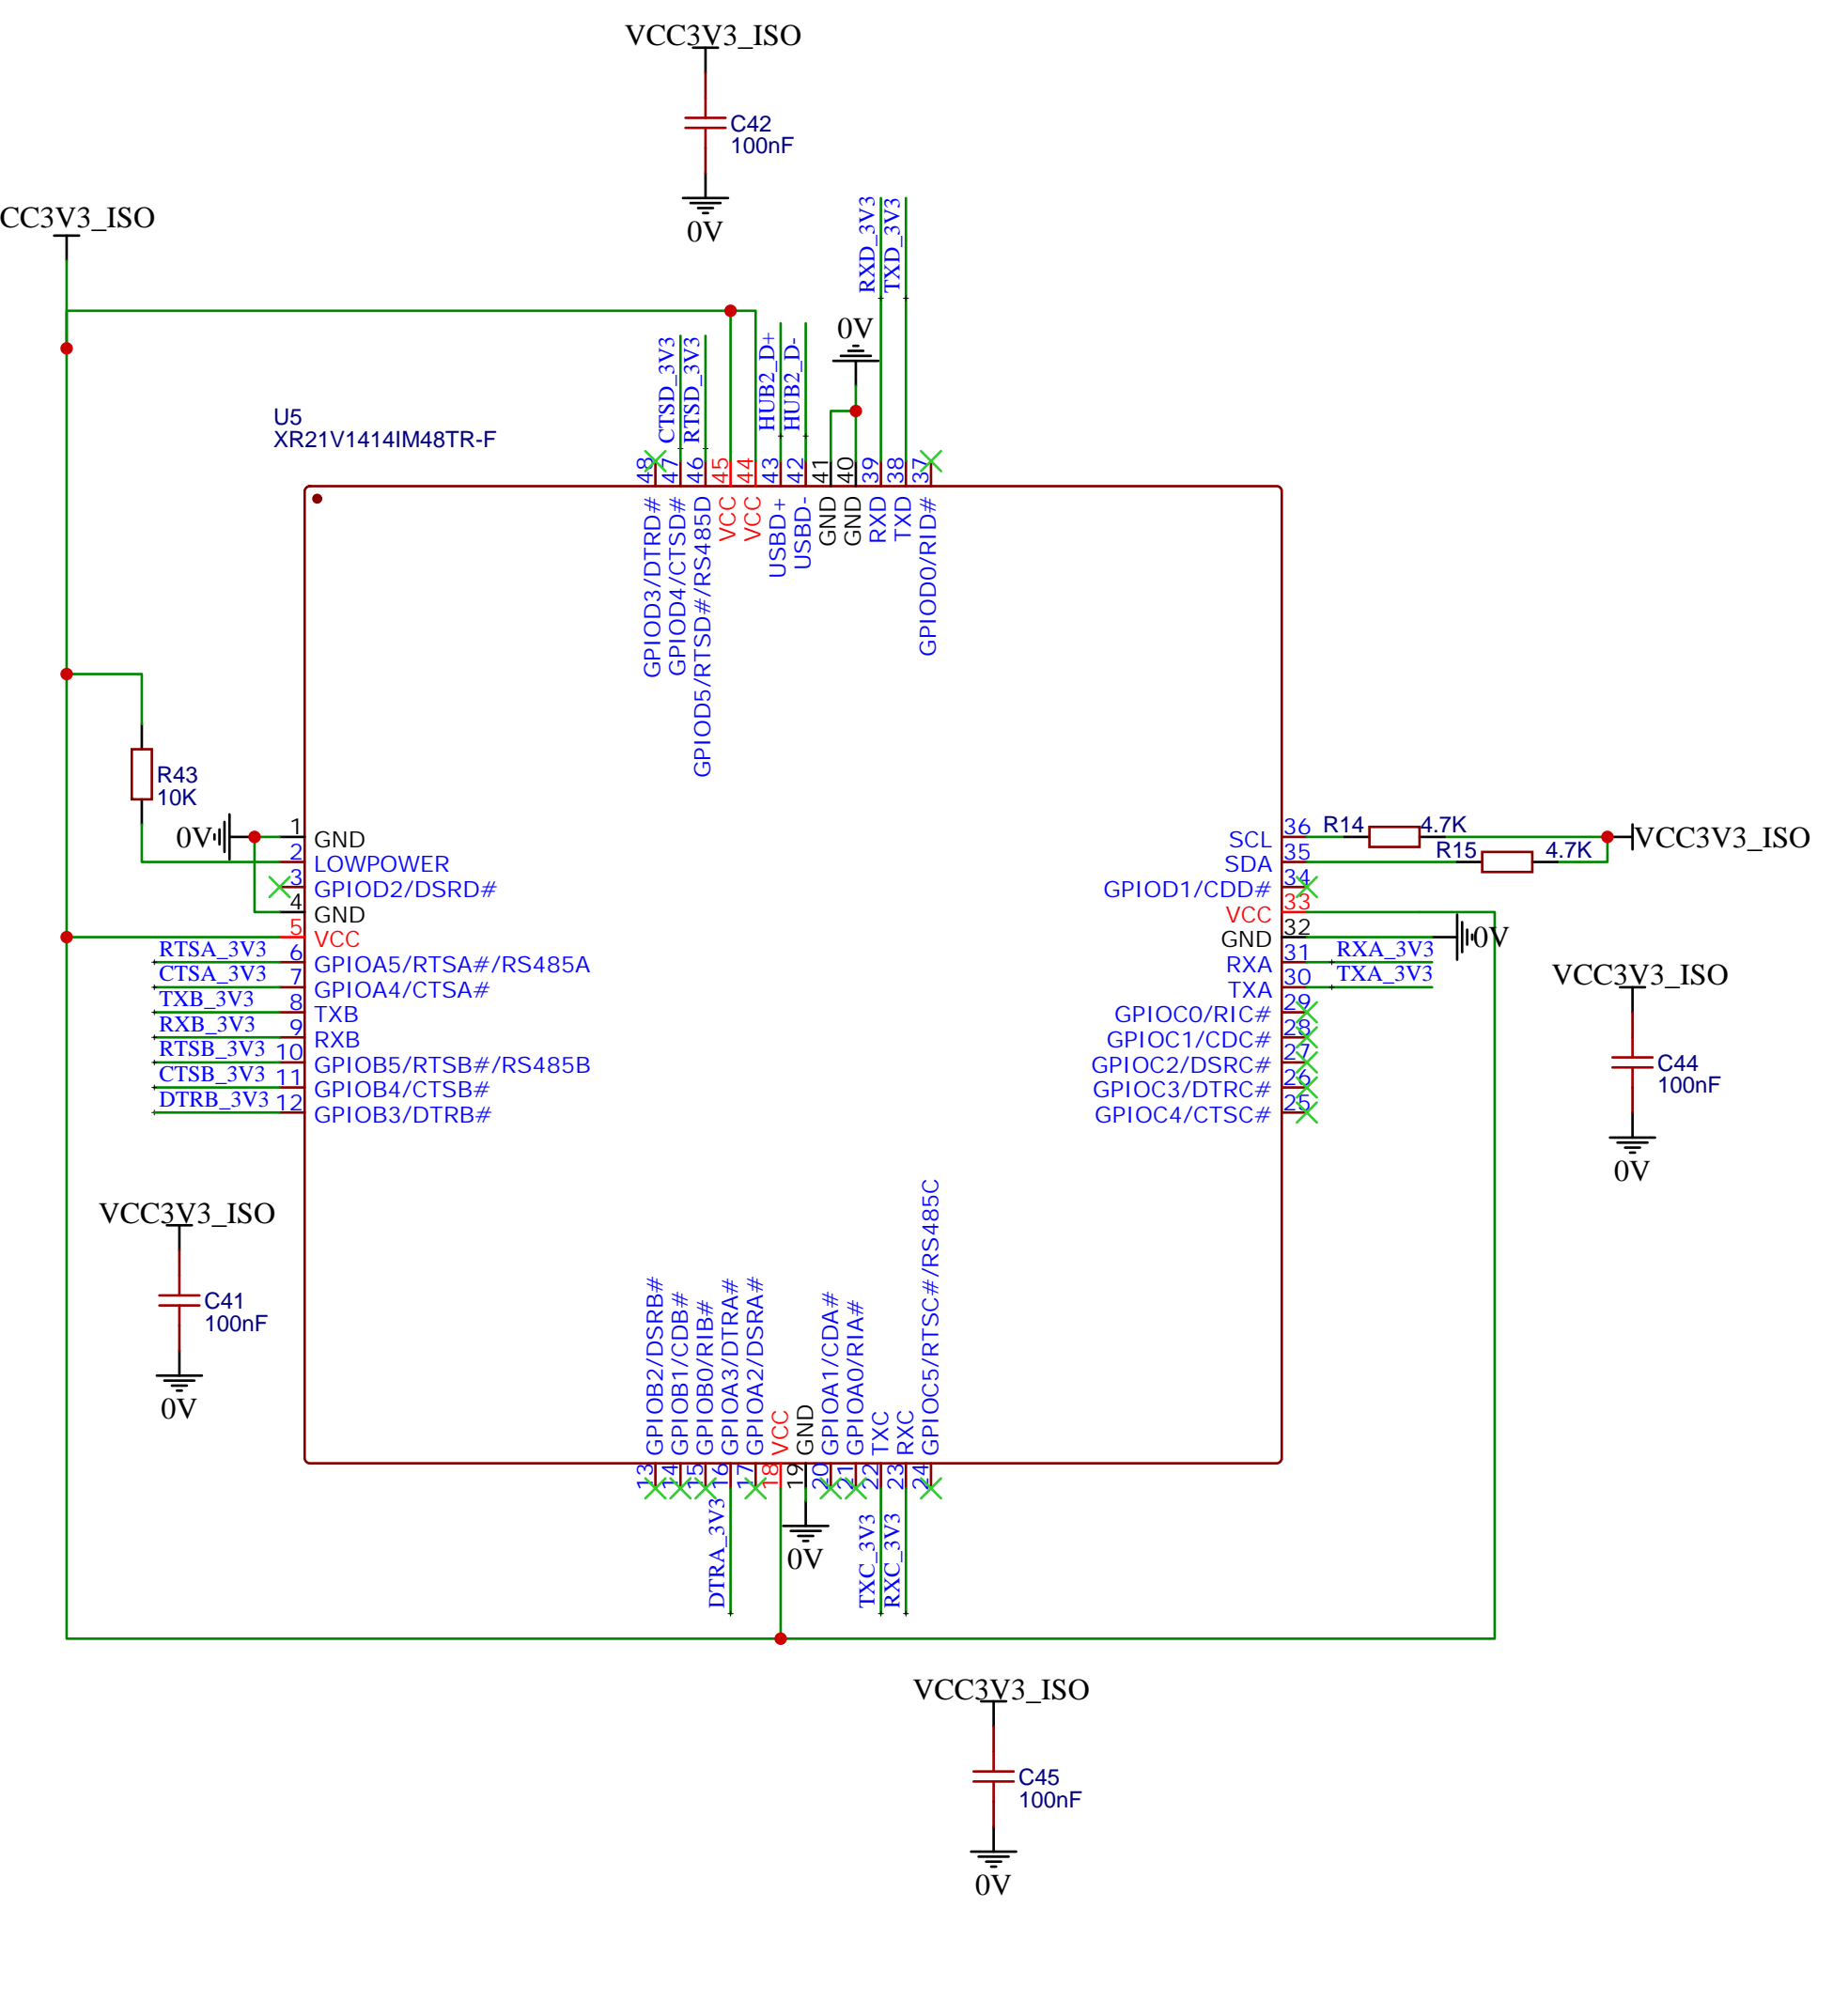 VCC3V3_ISO
C42
100nF
0V
CC3V3_ISO
RXD_3V3
TXD_3V3
0V
CTSD_3V3
RTSD_3V3
HUB2_D+
HUB2_D-
U5
XR21V1414IM48TR-F
48
47
46
45
44
43
42
41
40
39
38
37
GPIOD3/DTRD#
GPIOD4/CTSD#
GPIOD5/RTSD#/RS485D
VCC
VCC
USBD+
USBD-
GND
GND
RXD
TXD
GPIOD0/RID#
R43
10K
0V
1 GND
2 LOWPOWER
3 GPIOD2/DSRD#
4 GND
5 VCC
RTSA_3V3 6 GPIOA5/RTSA#/RS485A
CTSA_3V3 7 GPIOA4/CTSA#
TXB_3V3 8 TXB
RXB_3V3 9 RXB
RTSB_3V3 10 GPIOB5/RTSB#/RS485B
CTSB_3V3 11 GPIOB4/CTSB#
DTRB_3V3 12 GPIOB3/DTRB#
SCL 36 R14 4.7K VCC3V3_ISO
SDA 35 R15 4.7K
GPIOD1/CDD# 34
VCC 33
GND 32 0V
RXA 31 RXA_3V3
TXA 30 TXA_3V3
GPIOC0/RIC# 29
GPIOC1/CDC# 28
GPIOC2/DSRC# 27
GPIOC3/DTRC# 26
GPIOC4/CTSC# 25
VCC3V3_ISO
C44
100nF
0V
VCC3V3_ISO
C41
100nF
0V
GPIOB2/DSRB#
GPIOB1/CDB#
GPIOB0/RIB#
GPIOA3/DTRA#
GPIOA2/DSRA#
VCC
GND
GPIOA1/CDA#
GPIOA0/RIA#
TXC
RXC
GPIOC5/RTSC#/RS485C
13
14
15
16
17
18
19
20
21
22
23
24
DTRA_3V3
0V
TXC_3V3
RXC_3V3
VCC3V3_ISO
C45
100nF
0V